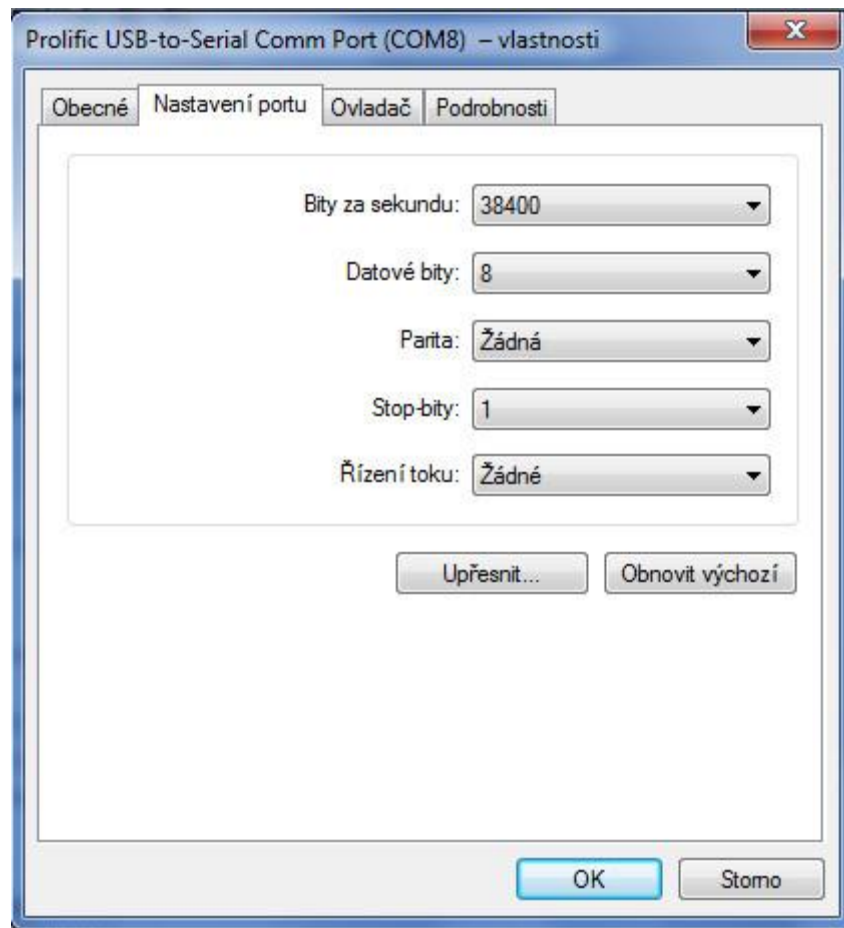 Prolific USB-to-Serial Comm Port (COM8) – vlastnosti
Obecné Nastavení portu Ovladač Podrobnosti
Bity za sekundu: 38400
Datové bity: 8
Parita: Žádná
Stop-bity: 1
Řízení toku: Žádné
Upřesnit... Obnovit výchozí
OK Storno